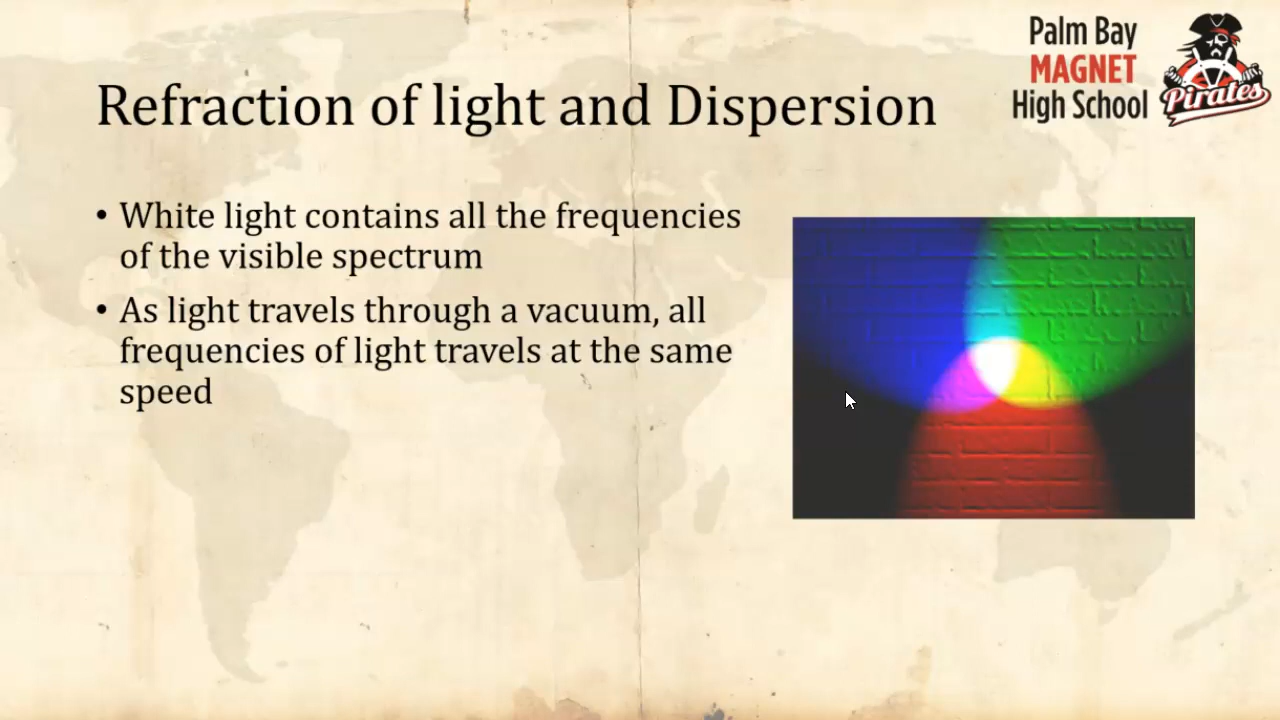 Palm Bay
MAGNET
High School
Pirates
Refraction of light and Dispersion
• White light contains all the frequencies
of the visible spectrum
• As light travels through a vacuum, all
frequencies of light travels at the same
speed